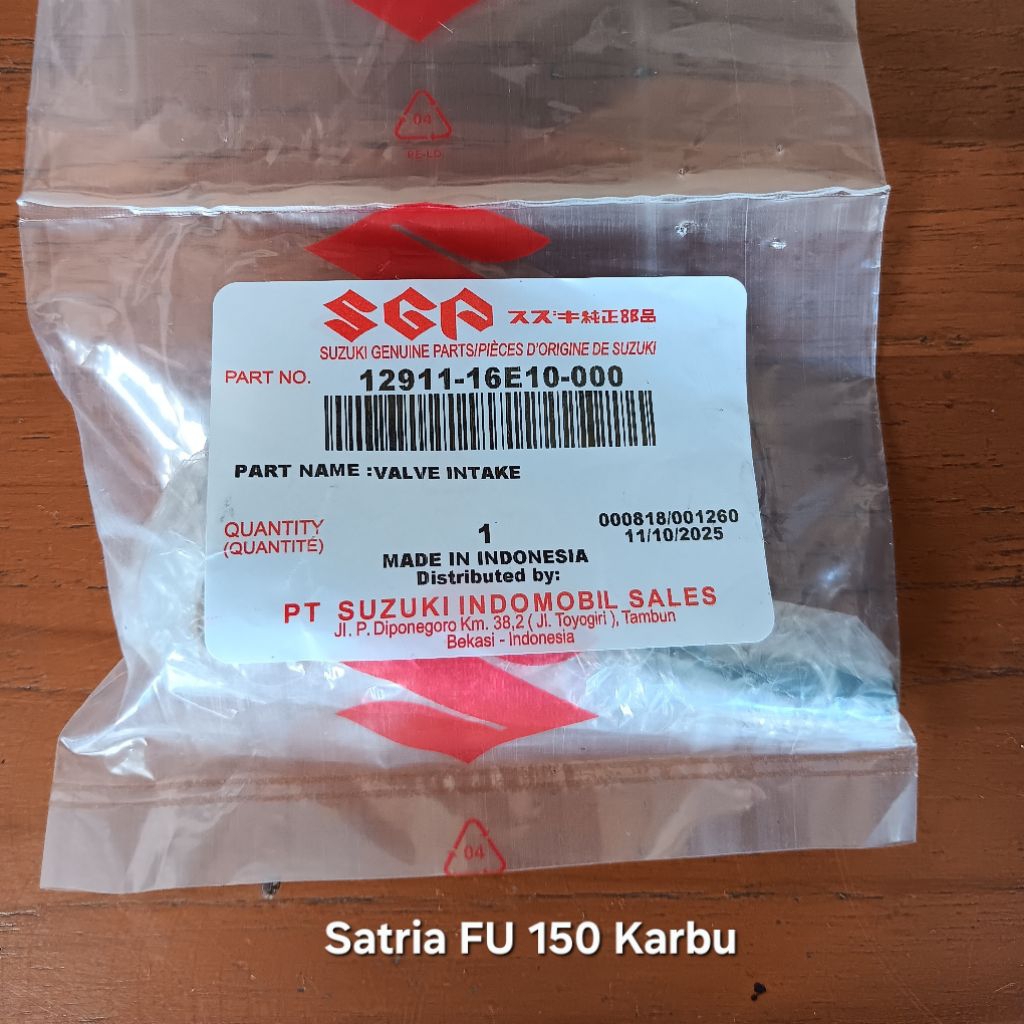 04
PE-LD
SGP スズキ純正部品
SUZUKI GENUINE PARTS/PIÈCES D'ORIGINE DE SUZUKI
PART NO. 12911-16E10-000
PART NAME :VALVE INTAKE
QUANTITY 1 000818/001260
(QUANTITÉ) 11/10/2025
MADE IN INDONESIA
Distributed by:
PT SUZUKI INDOMOBIL SALES
Jl. P. Diponegoro Km. 38,2 ( Jl. Toyogiri ), Tambun
Bekasi - Indonesia
04
Satria FU 150 Karbu